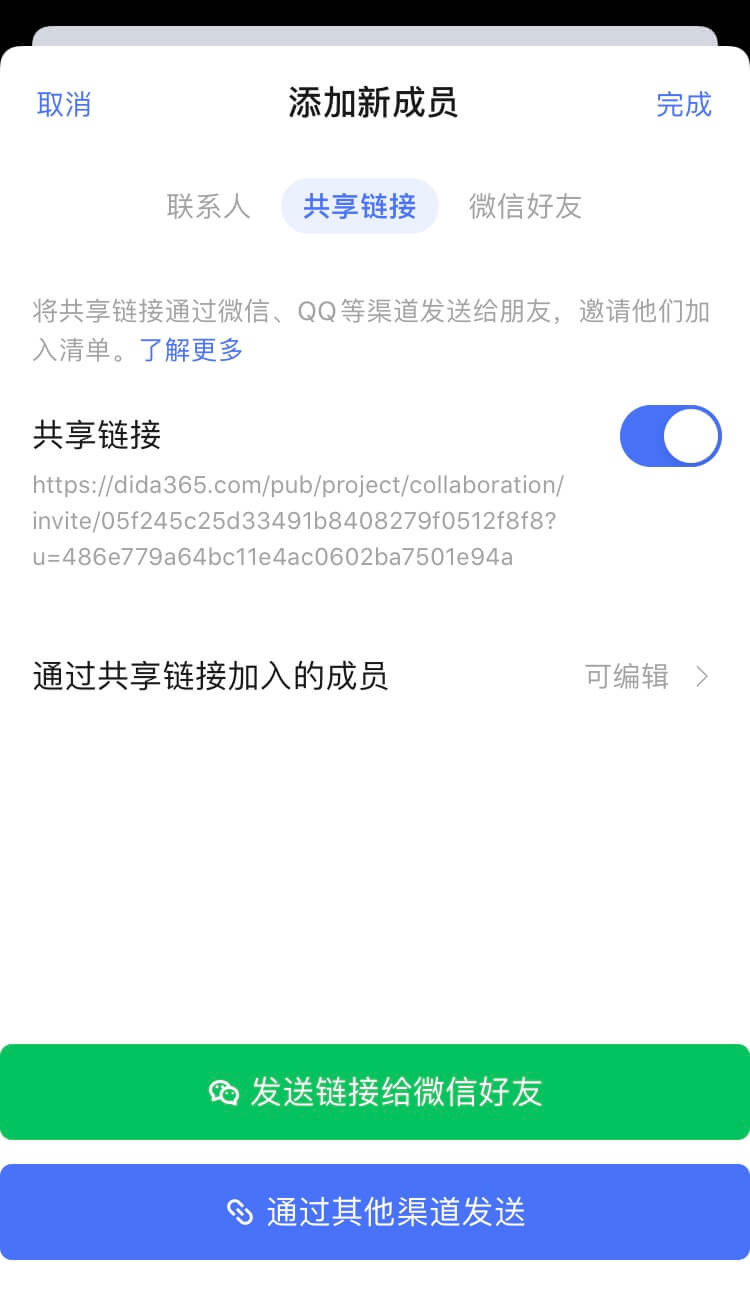 取消
添加新成员
完成
联系人
共享链接
微信好友
将共享链接通过微信、QQ等渠道发送给朋友，邀请他们加
入清单。了解更多
共享链接
https://dida365.com/pub/project/collaboration/
invite/05f245c25d33491b8408279f0512f8f8?
u=486e779a64bc11e4ac0602ba7501e94a
通过共享链接加入的成员
可编辑
发送链接给微信好友
通过其他渠道发送